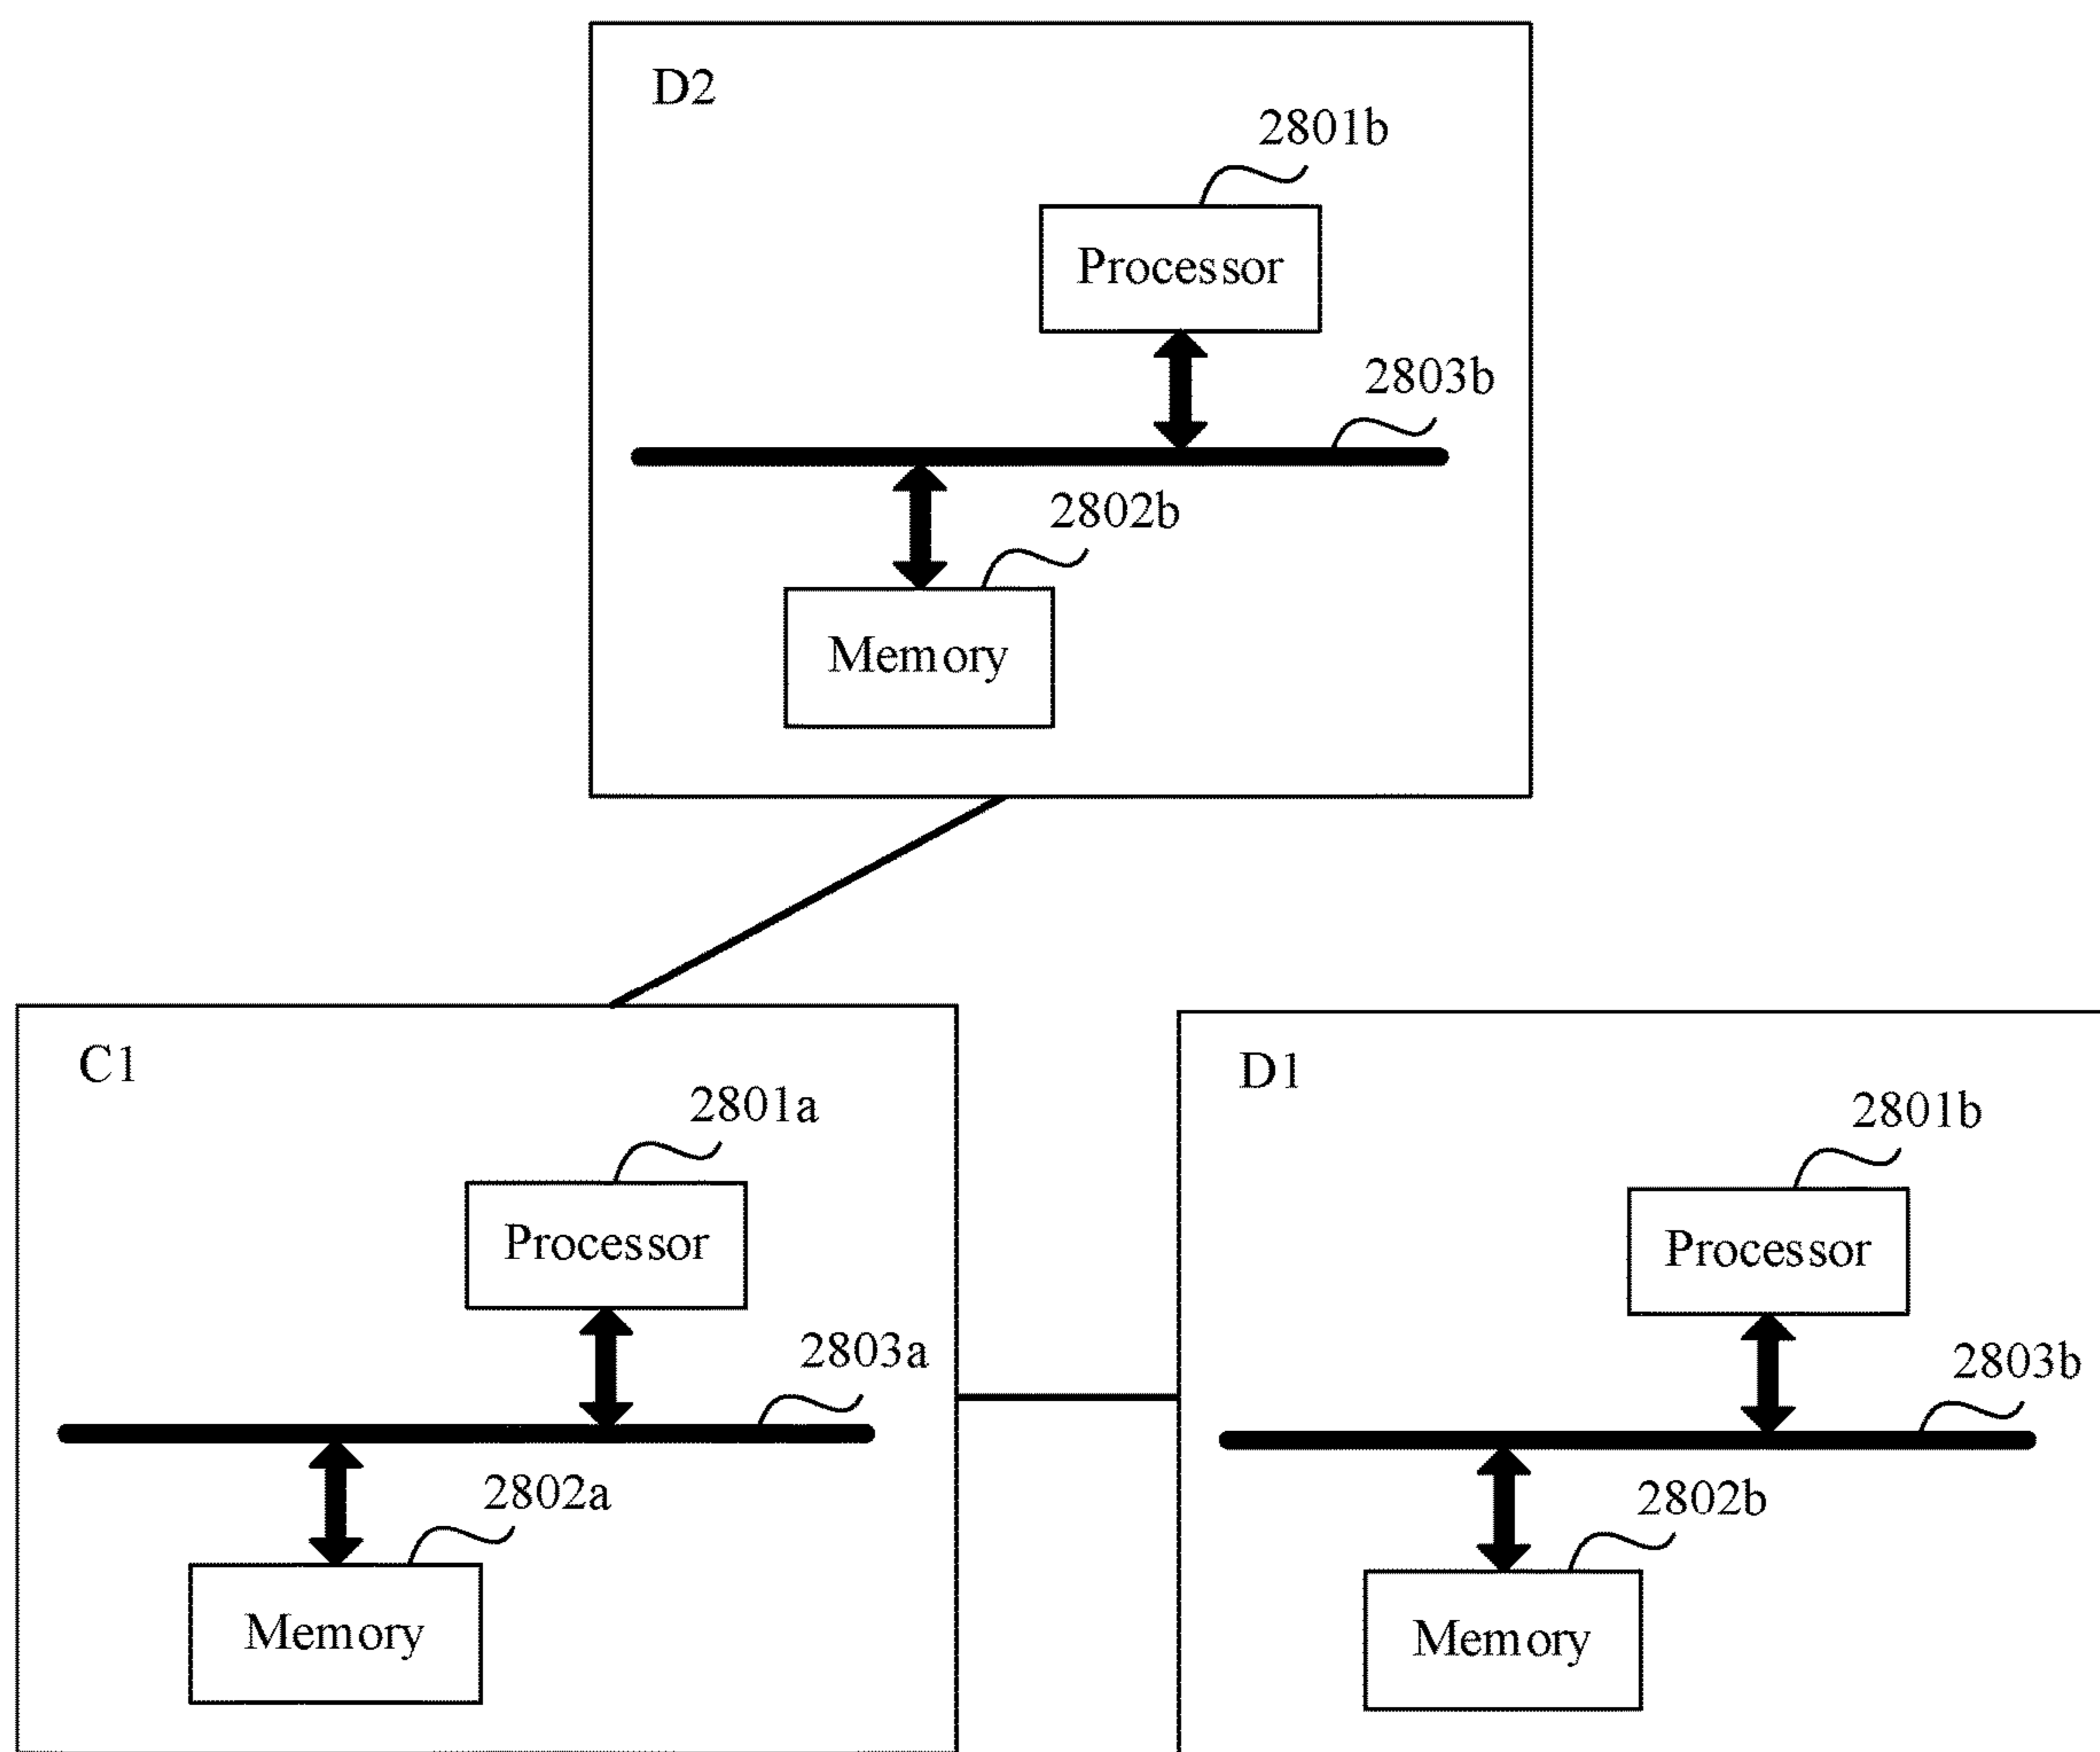 D2
2801b
Processor
2803b
2802b
Memory
C1
2801a
Processor
2803a
2802a
Memory
D1
2801b
Processor
2803b
2802b
Memory